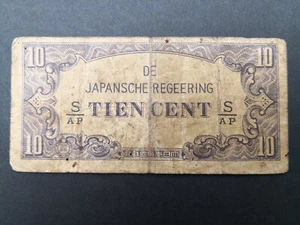 10 10
DE
JAPANSCHE REGEERING
S TIEN CENT S
AP AP
10 10